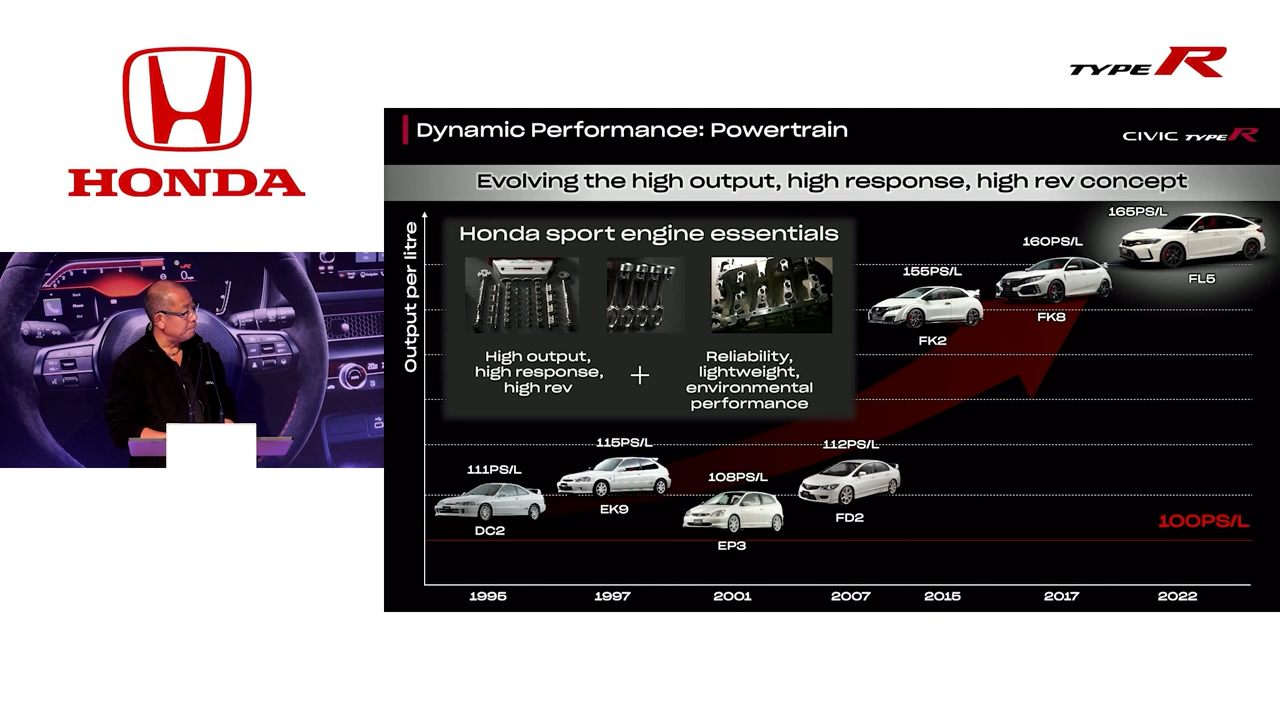 HONDA
TYPE R
Dynamic Performance: Powertrain
CIVIC TYPE R
Evolving the high output, high response, high rev concept
Output per litre
Honda sport engine essentials
High output,
high response,
high rev
+
Reliability,
lightweight,
environmental
performance
111PS/L
DC2
115PS/L
EK9
108PS/L
EP3
112PS/L
FD2
155PS/L
FK2
160PS/L
FK8
165PS/L
FL5
100PS/L
1995
1997
2001
2007
2015
2017
2022